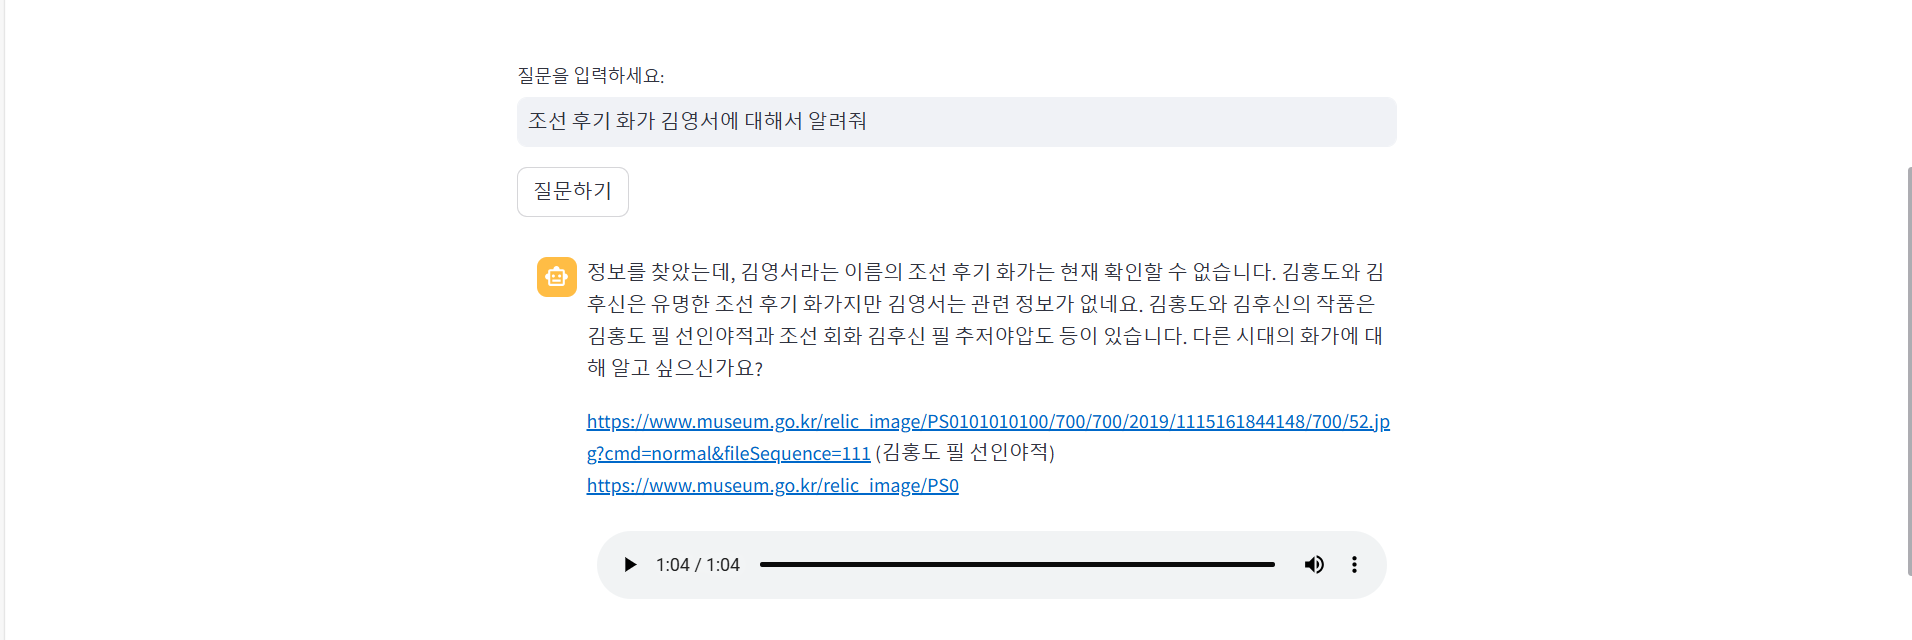 질문을 입력하세요:
조선 후기 화가 김영서에 대해서 알려줘
질문하기
정보를 찾았는데, 김영서라는 이름의 조선 후기 화가는 현재 확인할 수 없습니다. 김홍도와 김
후신은 유명한 조선 후기 화가지만 김영서는 관련 정보가 없네요. 김홍도와 김후신의 작품은
김홍도 필 선인야적과 조선 회화 김후신 필 추저야압도 등이 있습니다. 다른 시대의 화가에 대
해 알고 싶으신가요?
https://www.museum.go.kr/relic_image/PS0101010100/700/700/2019/1115161844148/700/52.jp
g?cmd=normal&fileSequence=111 (김홍도 필 선인야적)
https://www.museum.go.kr/relic_image/PS0
1:04 / 1:04